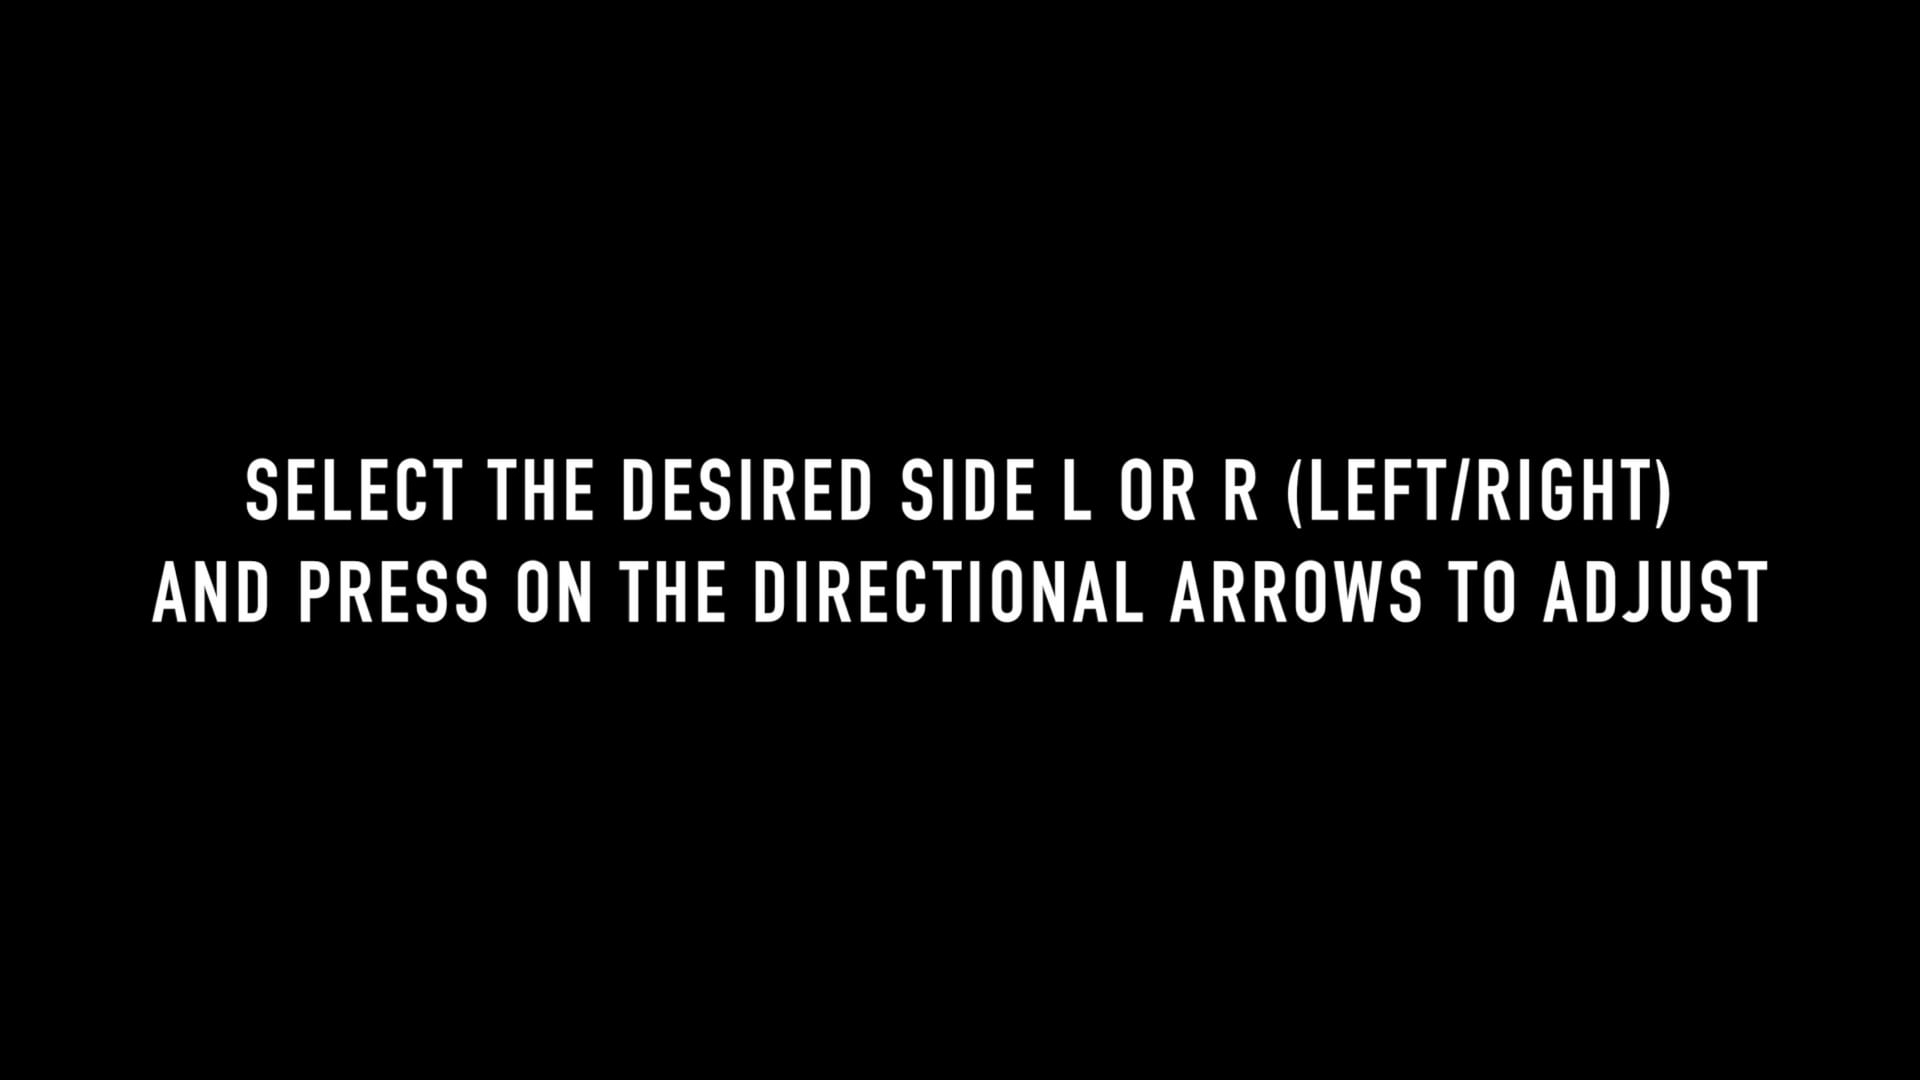 SELECT THE DESIRED SIDE L OR R (LEFT/RIGHT)
AND PRESS ON THE DIRECTIONAL ARROWS TO ADJUST